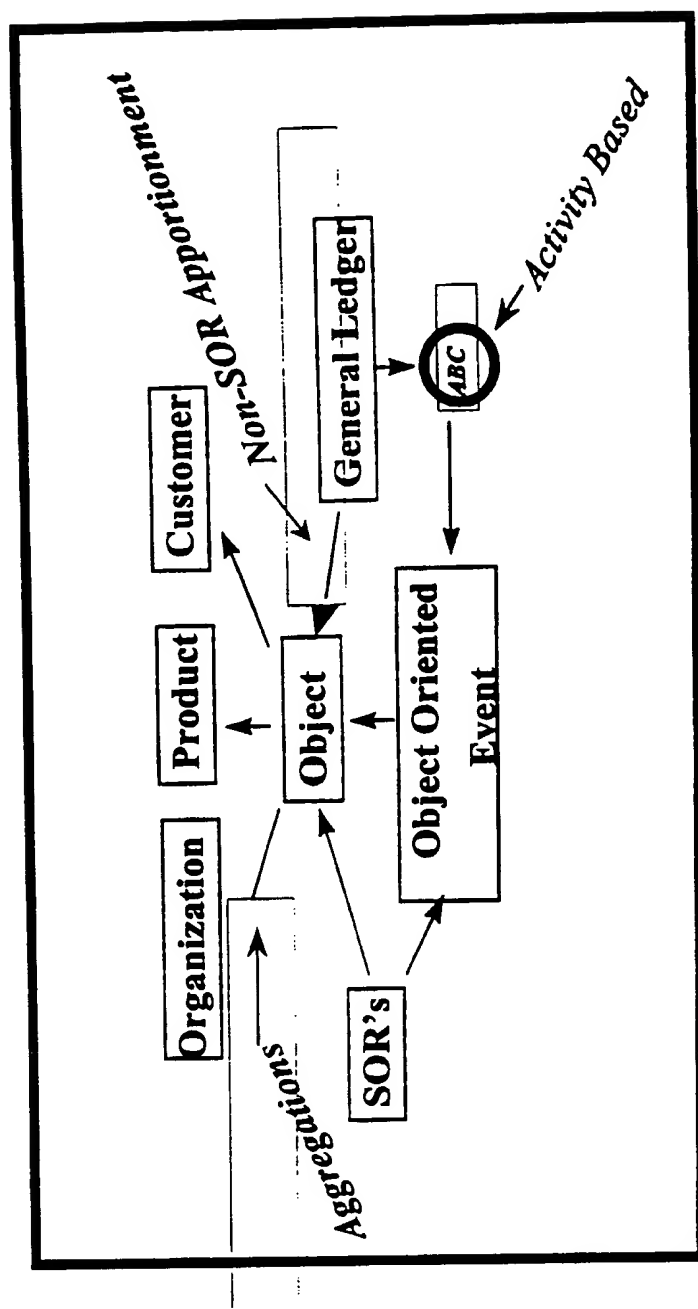 Organization
Product
Customer
Non-SOR Apportionment
Aggregations
Object
General Ledger
SOR's
Object Oriented
Event
ABC
Activity Based